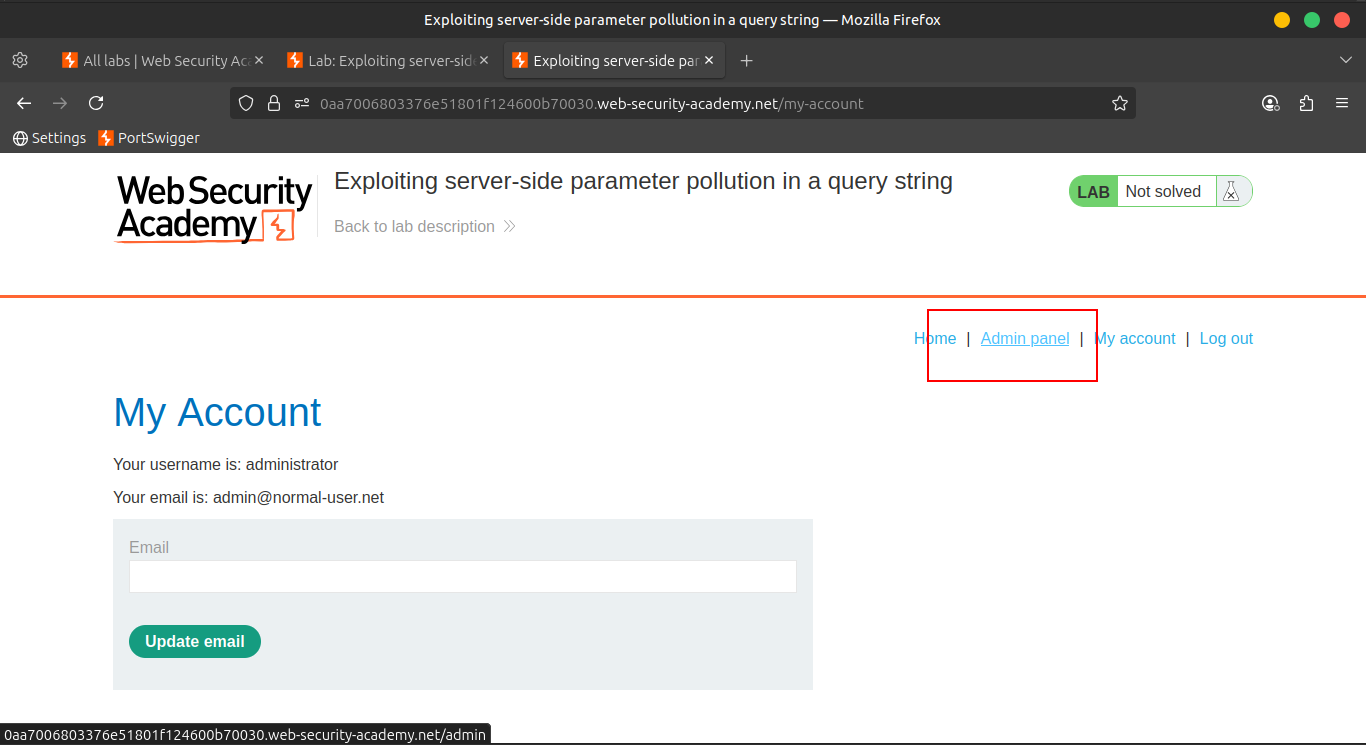 Exploiting server-side parameter pollution in a query string — Mozilla Firefox
All labs | Web Security Ac
Lab: Exploiting server-side
Exploiting server-side par
0aa7006803376e51801f124600b70030.web-security-academy.net/my-account
Settings
PortSwigger
WebSecurity
Academy
Exploiting server-side parameter pollution in a query string
Back to lab description
LAB
Not solved
Home | Admin panel | My account | Log out
My Account
Your username is: administrator
Your email is: admin@normal-user.net
Email
Update email
0aa7006803376e51801f124600b70030.web-security-academy.net/admin